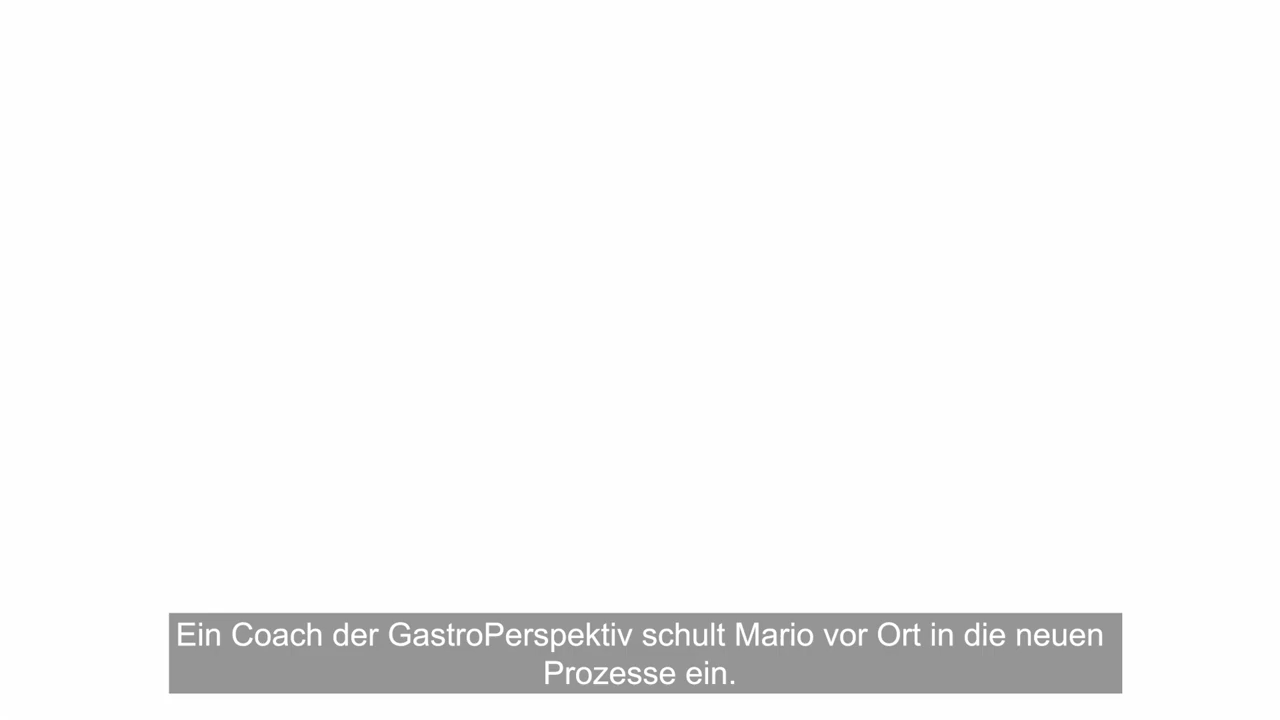 Ein Coach der GastroPerspektiv schult Mario vor Ort in die neuen
Prozesse ein.